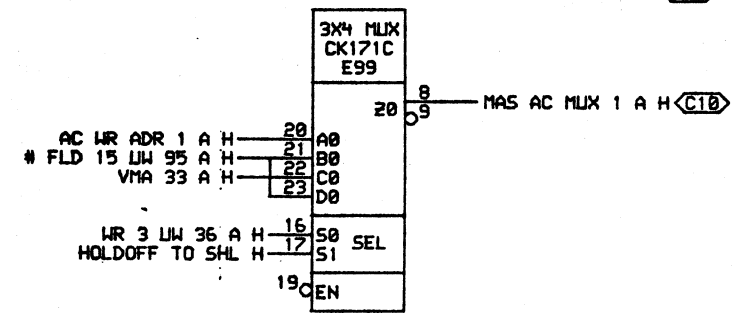 3X4 MUX
CK171C
E99
8
Z0
MAS AC MUX 1 A H
C10
9
AC WR ADR 1 A H
20
A0
# FLD 15 UW 95 A H
21
B0
VMA 33 A H
22
C0
23
D0
WR 3 UW 36 A H
16
S0
SEL
HOLDOFF TO SHL H
17
S1
19
EN